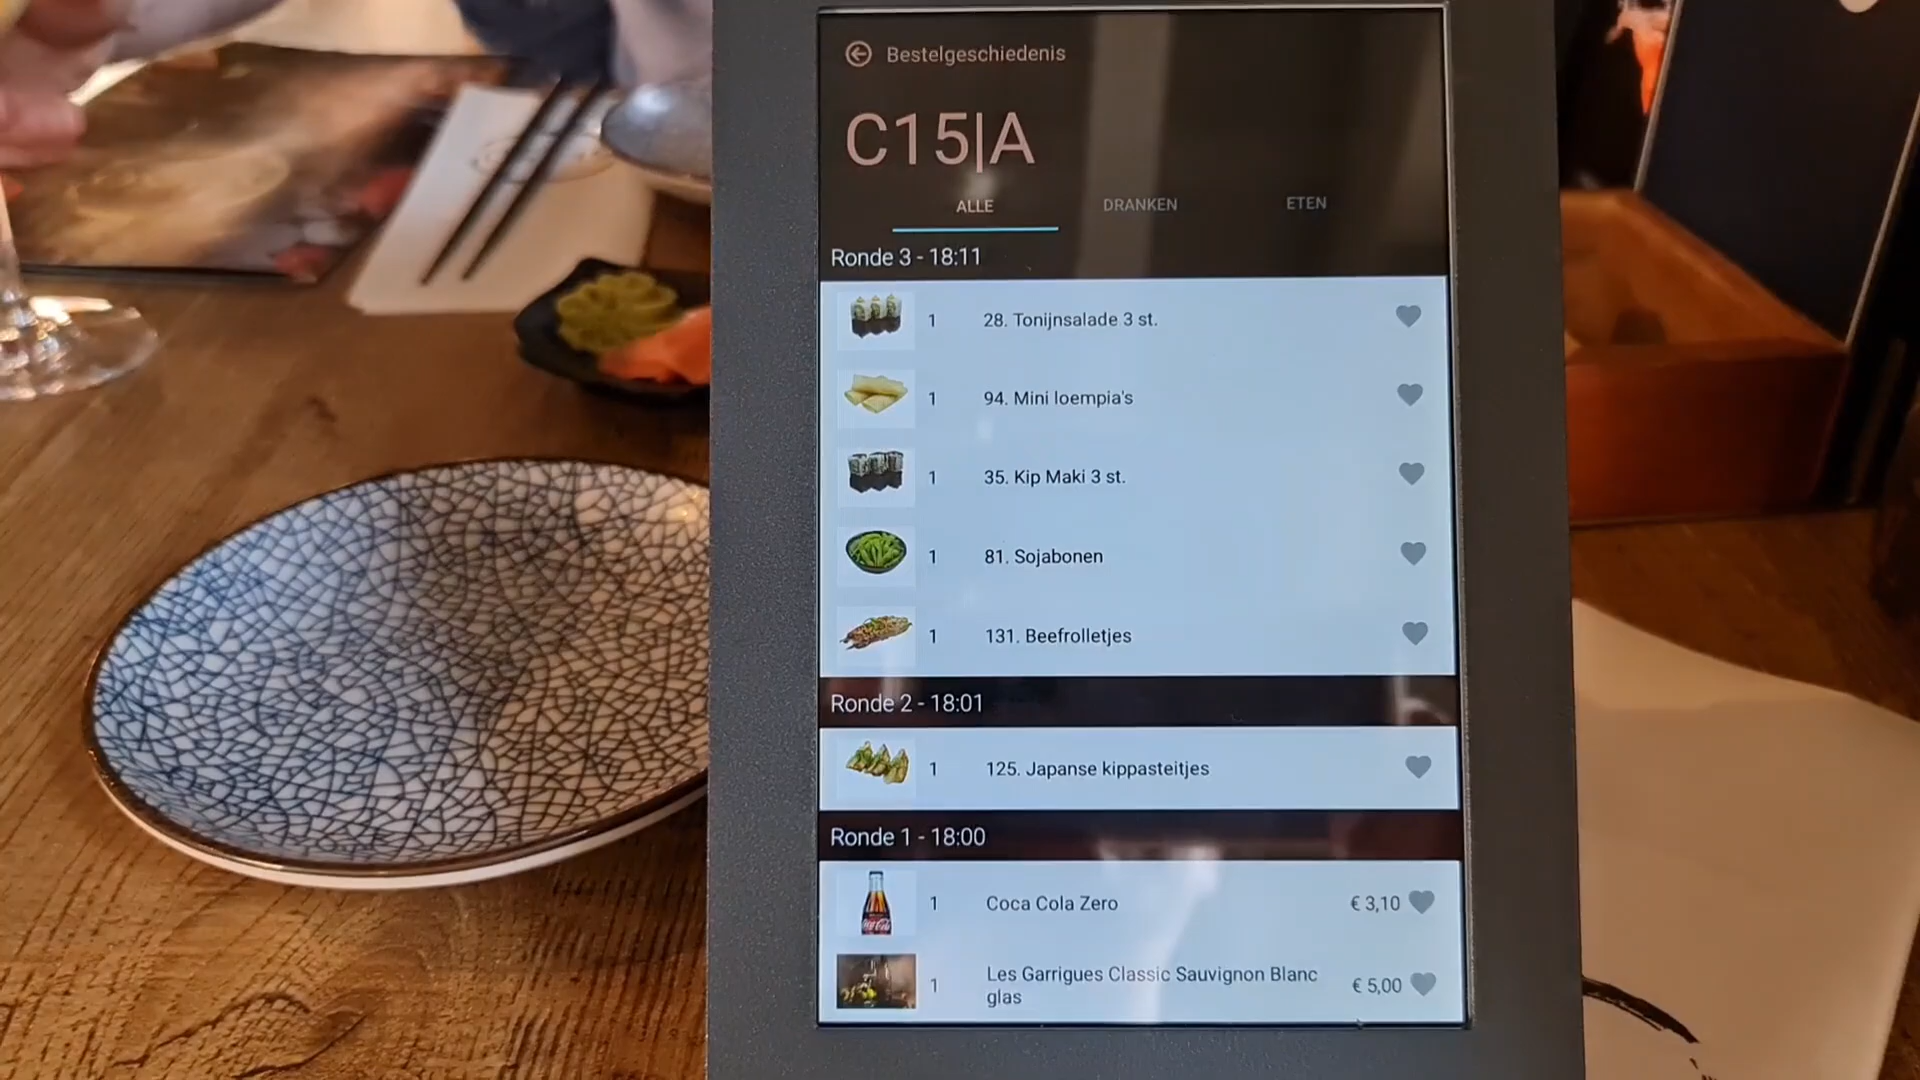 Bestelgeschiedenis
C15|A
ALLE DRANKEN ETEN
Ronde 3 - 18:11
1 28. Tonijnsalade 3 st.
1 94. Mini loempia's
1 35. Kip Maki 3 st.
1 81. Sojabonen
1 131. Beefrolletjes
Ronde 2 - 18:01
1 125. Japanse kippasteitjes
Ronde 1 - 18:00
1 Coca Cola Zero € 3,10
1 Les Garrigues Classic Sauvignon Blanc € 5,00
glas